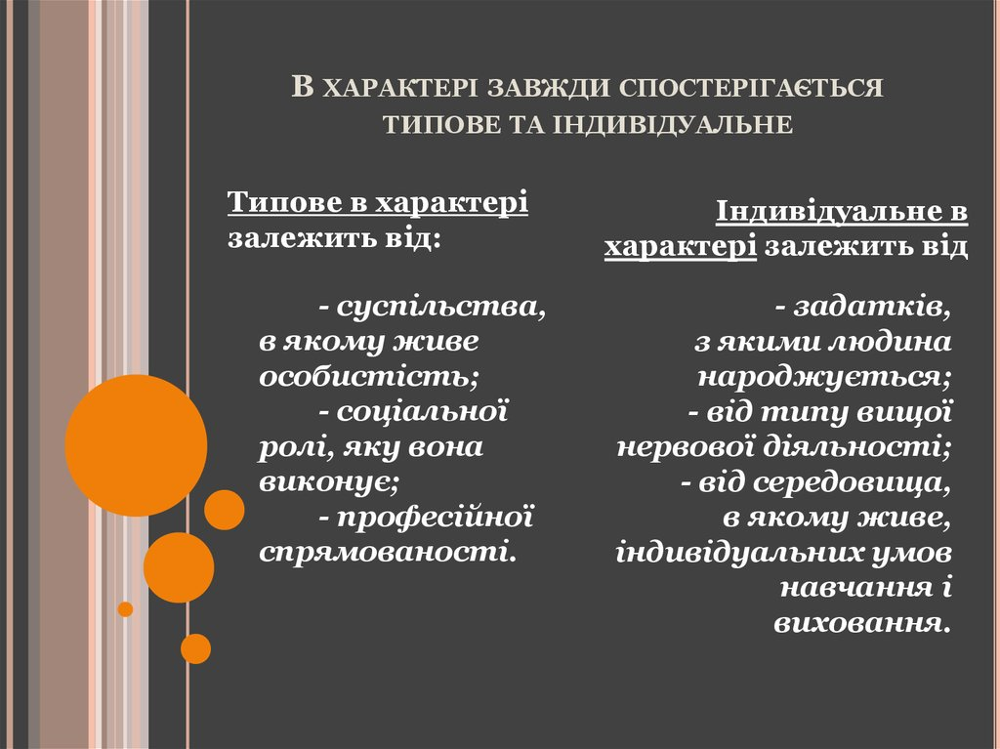 В ХАРАКТЕРІ ЗАВЖДИ СПОСТЕРІГАЄТЬСЯ
ТИПОВЕ ТА ІНДИВІДУАЛЬНЕ
Типове в характері
залежить від:
- суспільства,
в якому живе
особистість;
- соціальної
ролі, яку вона
виконує;
- професійної
спрямованості.
Індивідуальне в
характері залежить від
- задатків,
з якими людина
народжується;
- від типу вищої
нервової діяльності;
- від середовища,
в якому живе,
індивідуальних умов
навчання і
виховання.